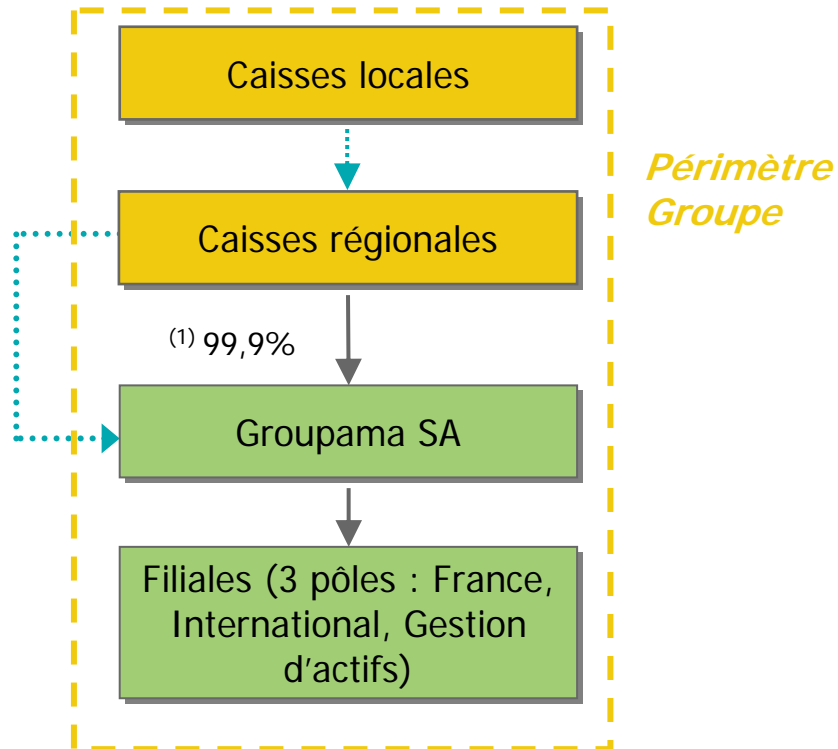 Caisses locales
Périmètre
Groupe
Caisses régionales
(1) 99,9%
Groupama SA
Filiales (3 pôles : France,
International, Gestion
d'actifs)